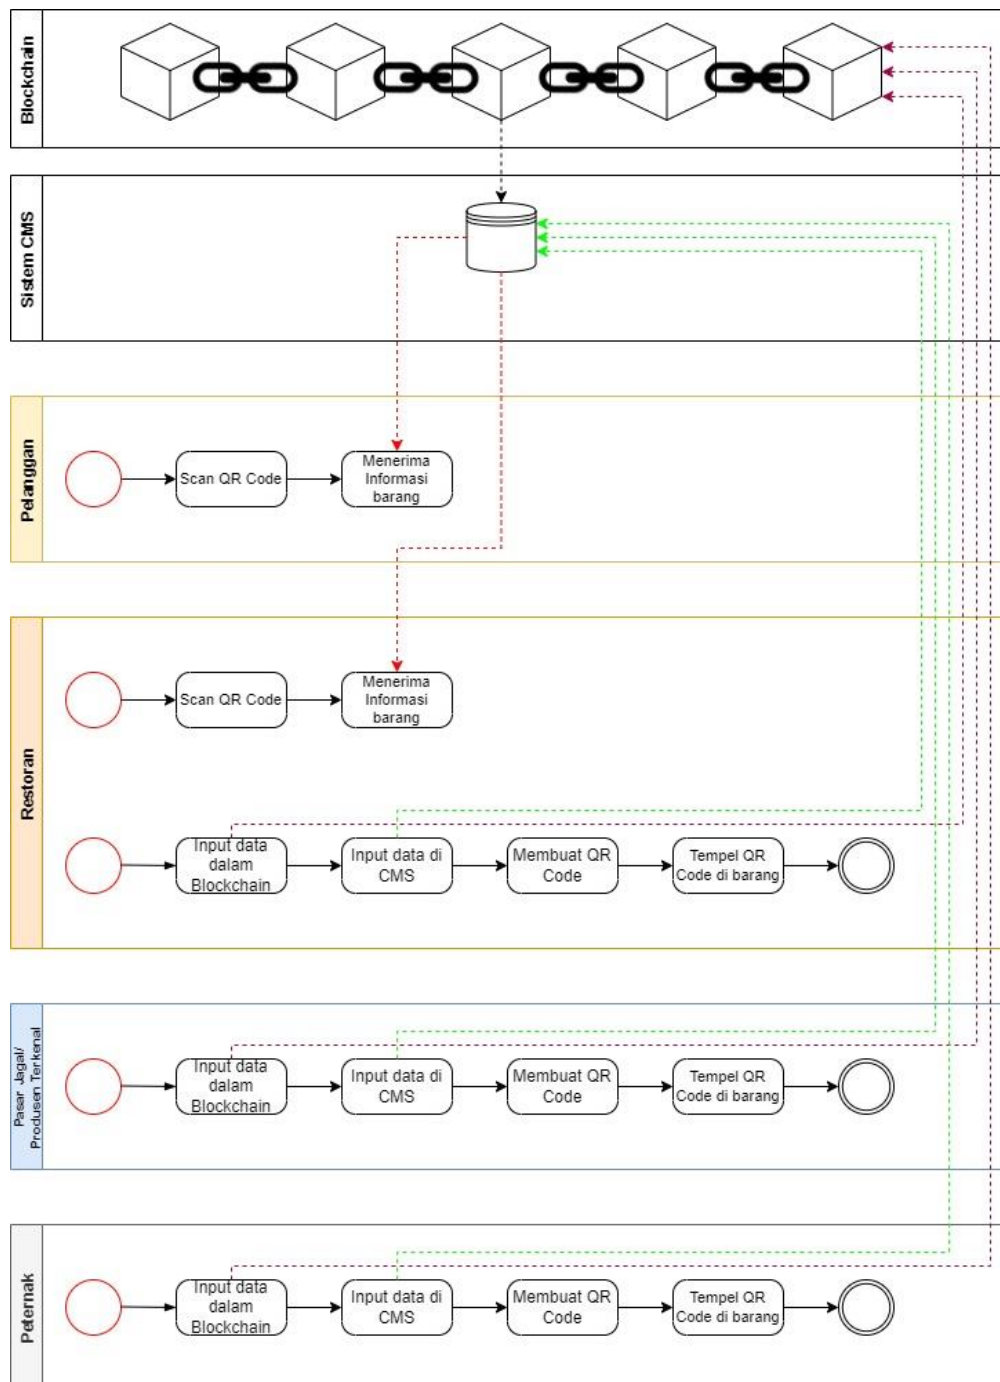 Blockchain
Sistem CMS
Pelanggan
Scan QR Code
Menerima
Informasi
barang
Restoran
Scan QR Code
Menerima
Informasi
barang
Input data
dalam
Blockchain
Input data di
CMS
Membuat QR
Code
Tempel QR
Code di barang
Pasar Jagal/
Produsen Terkenal
Input data
dalam
Blockchain
Input data di
CMS
Membuat QR
Code
Tempel QR
Code di barang
Peternak
Input data
dalam
Blockchain
Input data di
CMS
Membuat QR
Code
Tempel QR
Code di barang